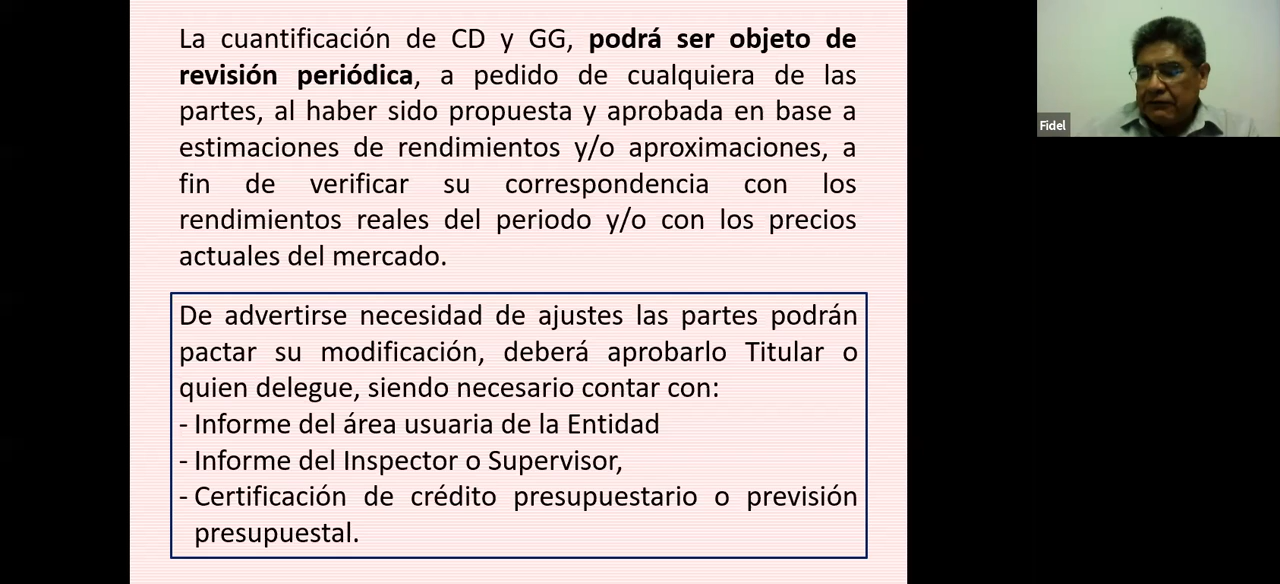 La cuantificación de CD y GG, podrá ser objeto de
revisión periódica, a pedido de cualquiera de las
partes, al haber sido propuesta y aprobada en base a
estimaciones de rendimientos y/o aproximaciones, a
fin de verificar su correspondencia con los
rendimientos reales del periodo y/o con los precios
actuales del mercado.
De advertirse necesidad de ajustes las partes podrán
pactar su modificación, deberá aprobarlo Titular o
quien delegue, siendo necesario contar con:
- Informe del área usuaria de la Entidad
- Informe del Inspector o Supervisor,
- Certificación de crédito presupuestario o previsión
presupuestal.
Fidel